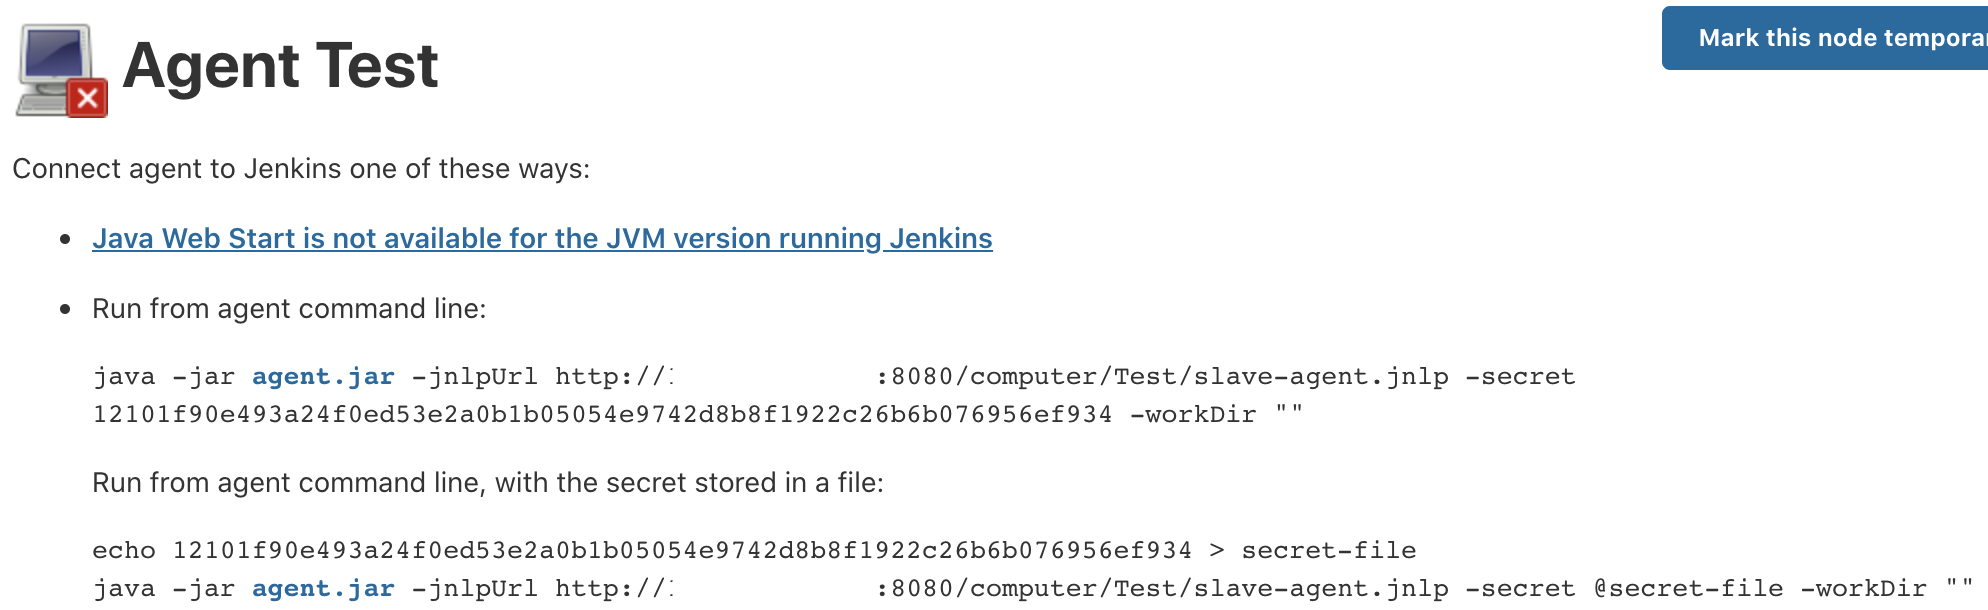 Mark this node tempora
Agent Test
Connect agent to Jenkins one of these ways:
Java Web Start is not available for the JVM version running Jenkins
Run from agent command line:
java -jar agent.jar -jnlpUrl http:// :8080/computer/Test/slave-agent.jnlp -secret
12101f90e493a24f0ed53e2a0b1b05054e9742d8b8f1922c26b6b076956ef934 -workDir ""
Run from agent command line, with the secret stored in a file:
echo 12101f90e493a24f0ed53e2a0b1b05054e9742d8b8f1922c26b6b076956ef934 > secret-file
java -jar agent.jar -jnlpUrl http:// :8080/computer/Test/slave-agent.jnlp -secret @secret-file -workDir ""